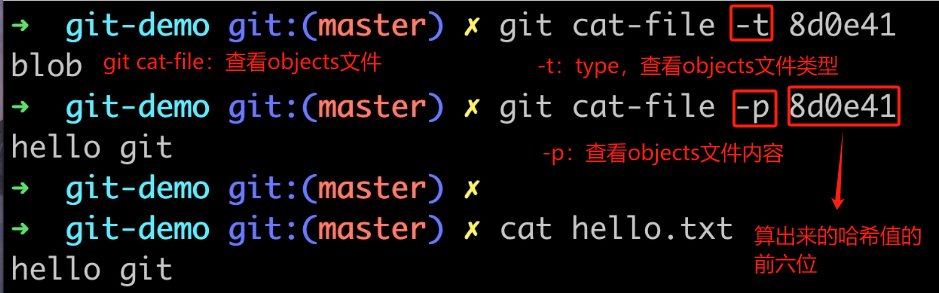 ➜ git-demo git:(master) ✗ git cat-file -t 8d0e41
blob git cat-file：查看objects文件 -t：type，查看objects文件类型
➜ git-demo git:(master) ✗ git cat-file -p 8d0e41
hello git -p：查看objects文件内容
➜ git-demo git:(master) ✗
➜ git-demo git:(master) ✗ cat hello.txt
算出来的哈希值的
前六位
hello git